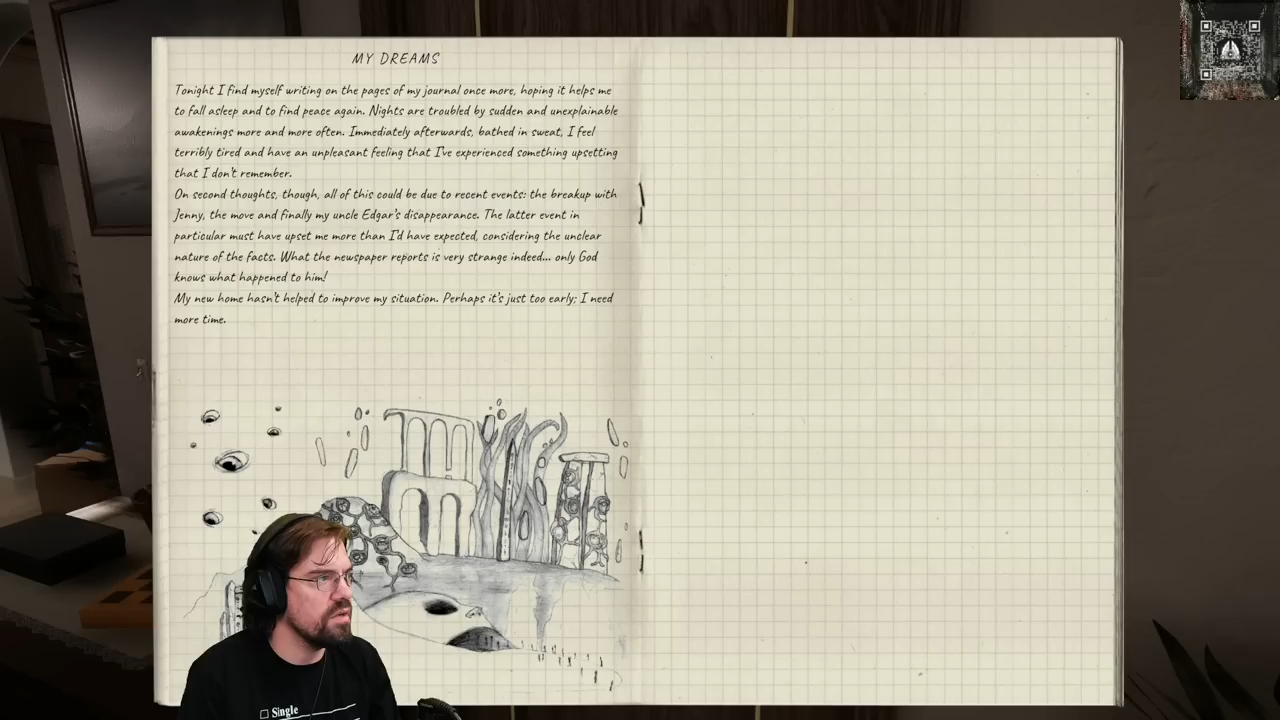 MY DREAMS
Tonight I find myself writing on the pages of my journal once more, hoping it helps me
to fall asleep and to find peace again. Nights are troubled by sudden and unexplainable
awakenings more and more often. Immediately afterwards, bathed in sweat, I feel
terribly tired and have an unpleasant feeling that I've experienced something upsetting
that I don't remember.
On second thoughts, though, all of this could be due to recent events: the breakup with
Jenny, the move and finally my uncle Edgar's disappearance. The latter event in
particular must have upset me more than I'd have expected, considering the unclear
nature of the facts. What the newspaper reports is very strange indeed... only God
knows what happened to him!
My new home hasn't helped to improve my situation. Perhaps it's just too early; I need
more time.
Single